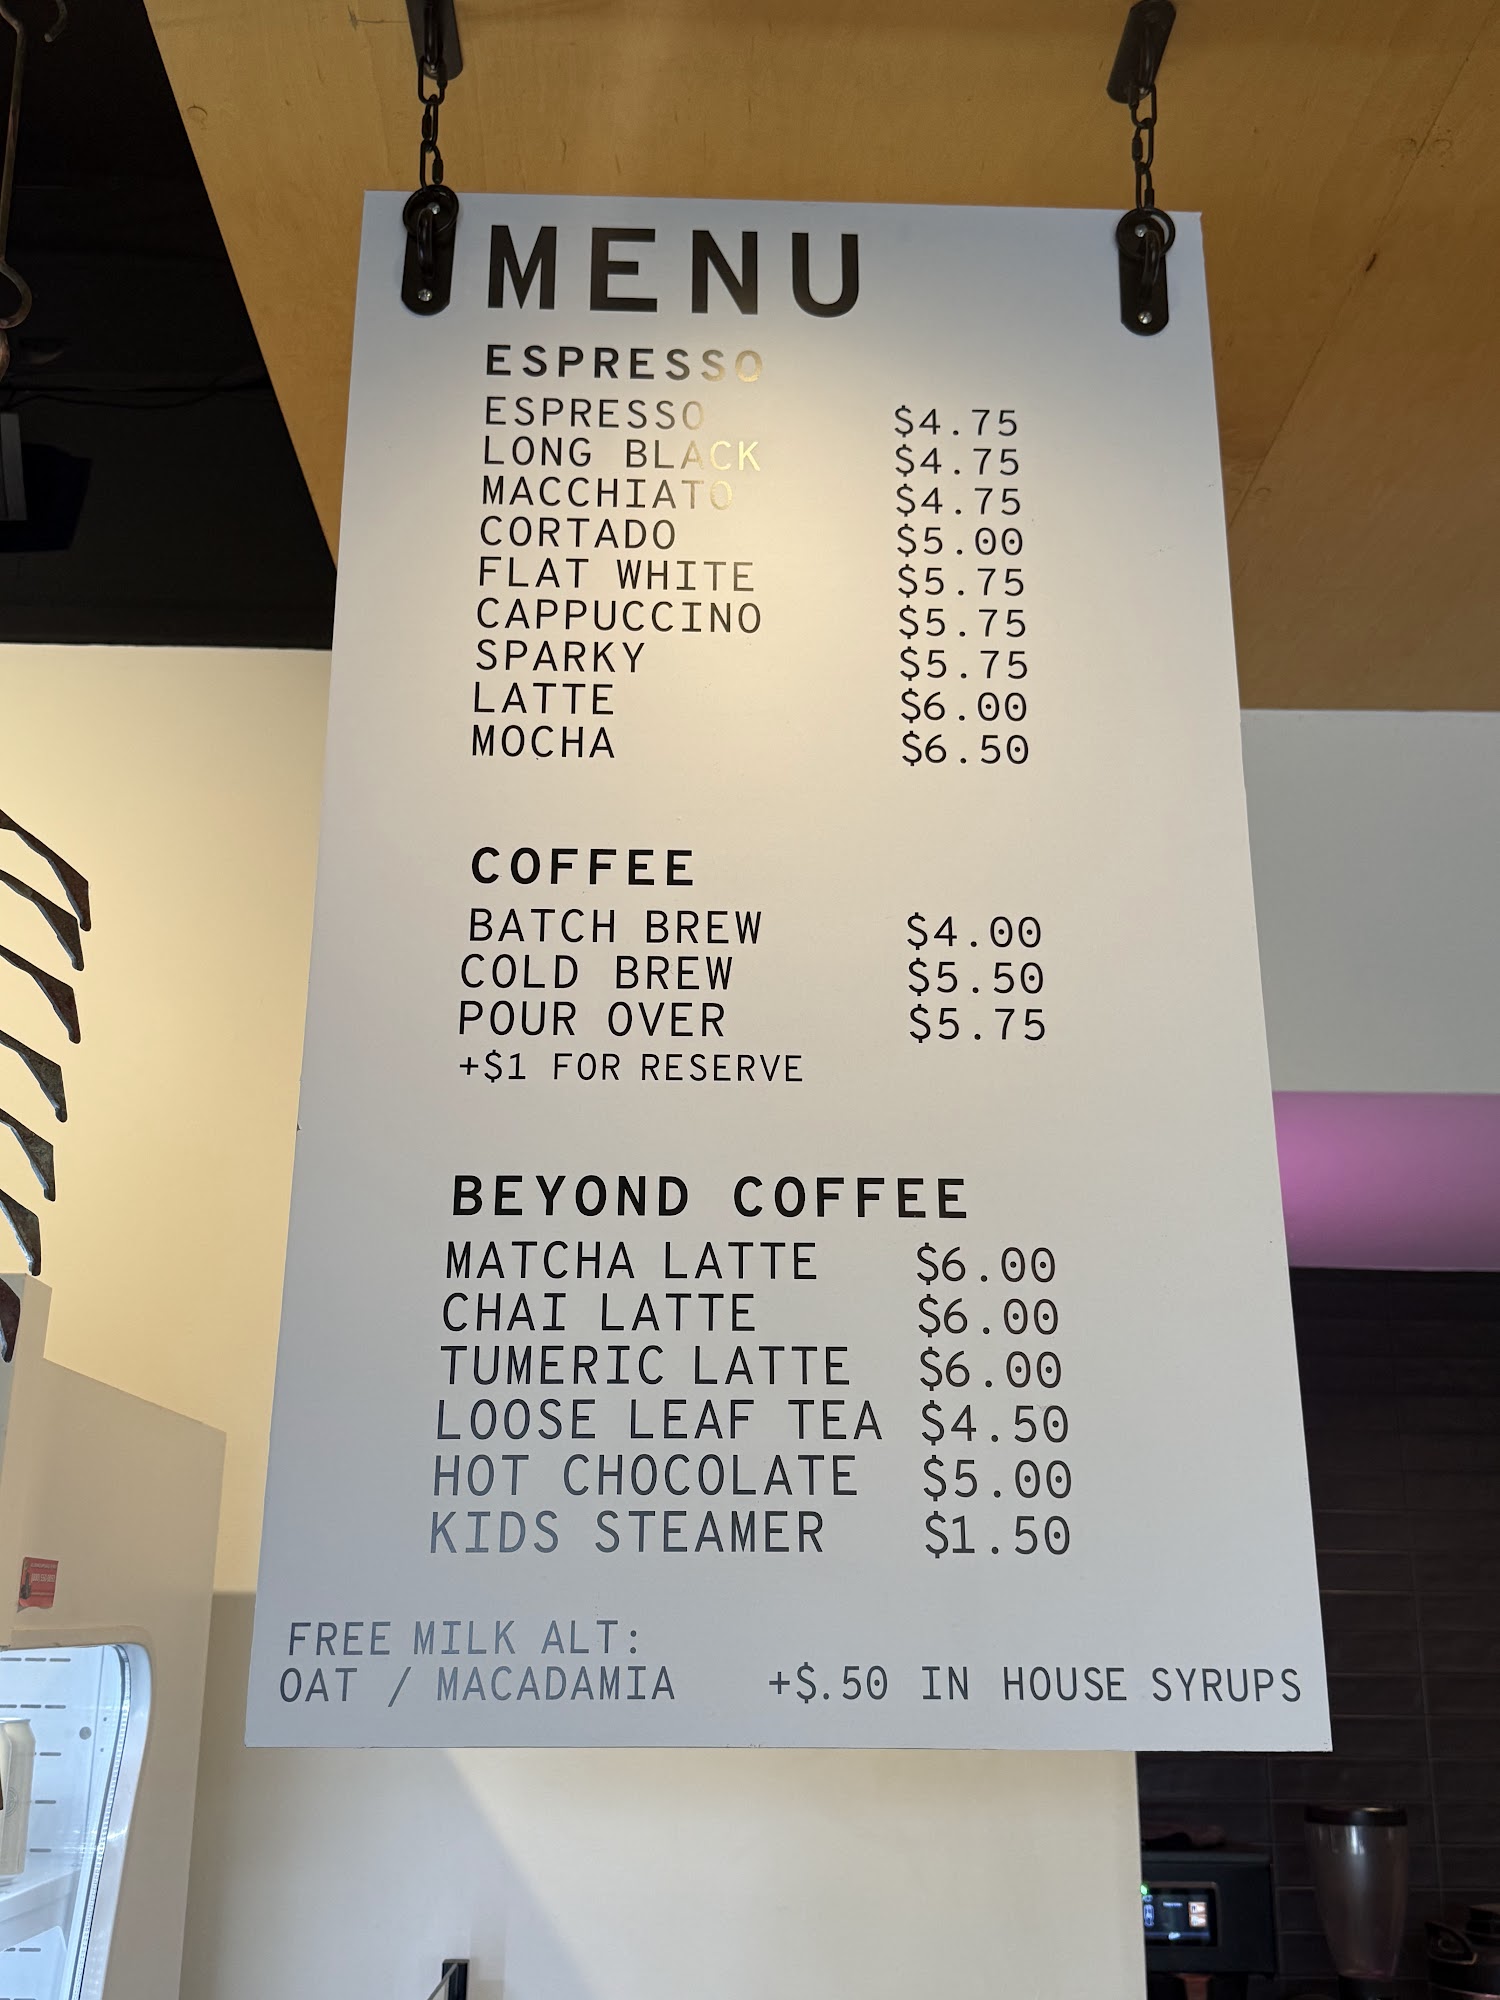 MENU
ESPRESSO
ESPRESSO $4.75
LONG BLACK $4.75
MACCHIATO $4.75
CORTADO $5.00
FLAT WHITE $5.75
CAPPUCCINO $5.75
SPARKY $5.75
LATTE $6.00
MOCHA $6.50
COFFEE
BATCH BREW $4.00
COLD BREW $5.50
POUR OVER $5.75
+$1 FOR RESERVE
BEYOND COFFEE
MATCHA LATTE $6.00
CHAI LATTE $6.00
TUMERIC LATTE $6.00
LOOSE LEAF TEA $4.50
HOT CHOCOLATE $5.00
KIDS STEAMER $1.50
FREE MILK ALT:
OAT / MACADAMIA +$.50 IN HOUSE SYRUPS